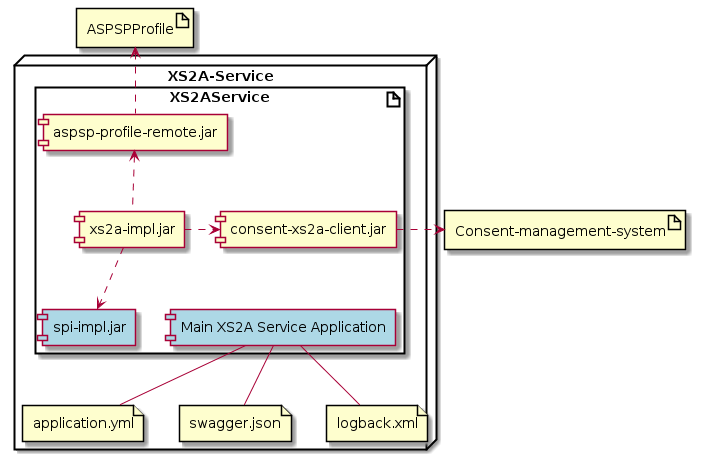 ASPSPProfile
XS2A-Service
XS2AService
aspsp-profile-remote.jar
xs2a-impl.jar
consent-xs2a-client.jar
Consent-management-system
spi-impl.jar
Main XS2A Service Application
application.yml
swagger.json
logback.xml